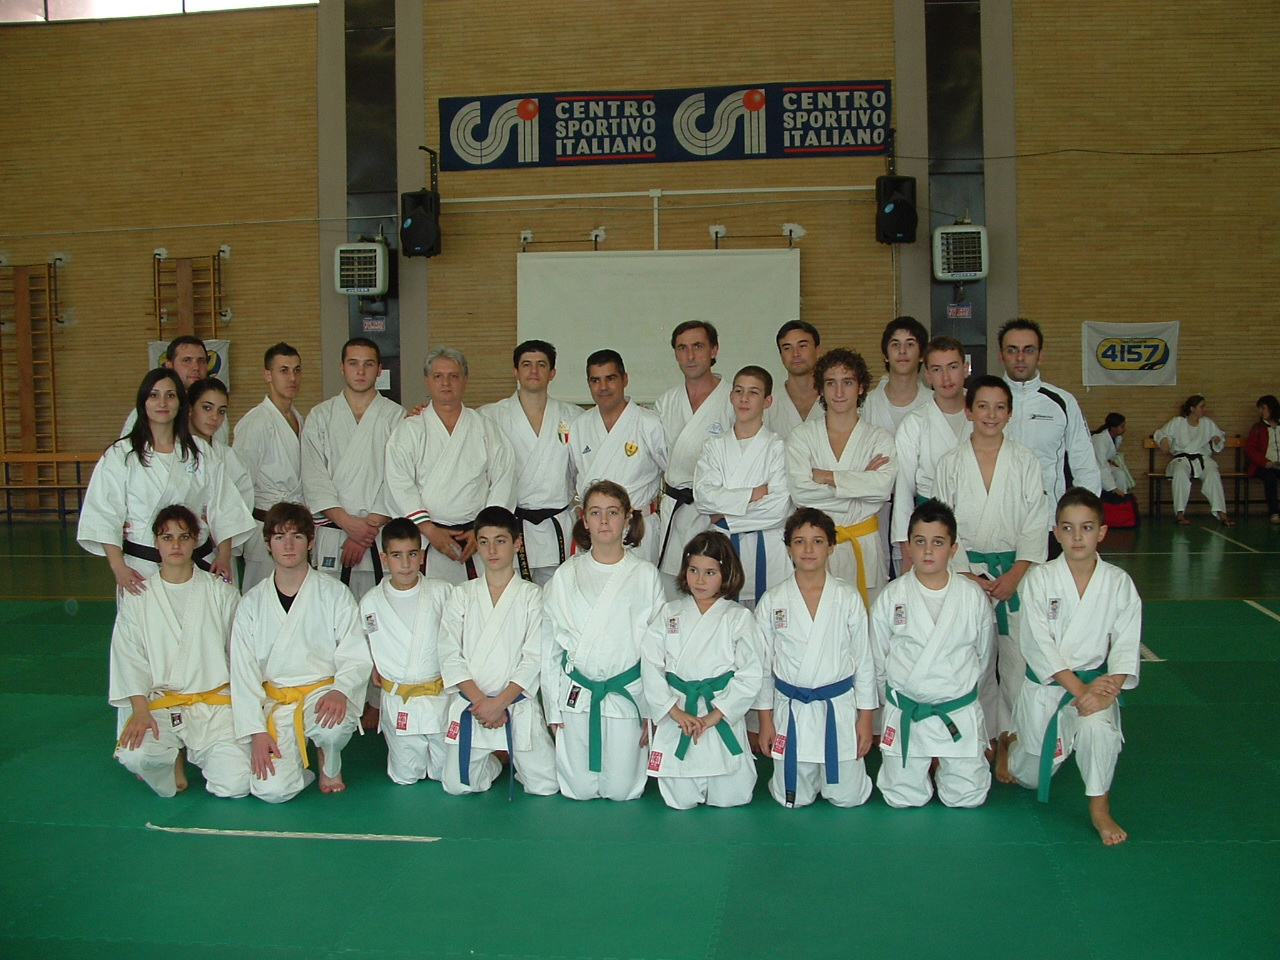 CSI
CENTRO
SPORTIVO
ITALIANO
CSI
CENTRO
SPORTIVO
ITALIANO
4157